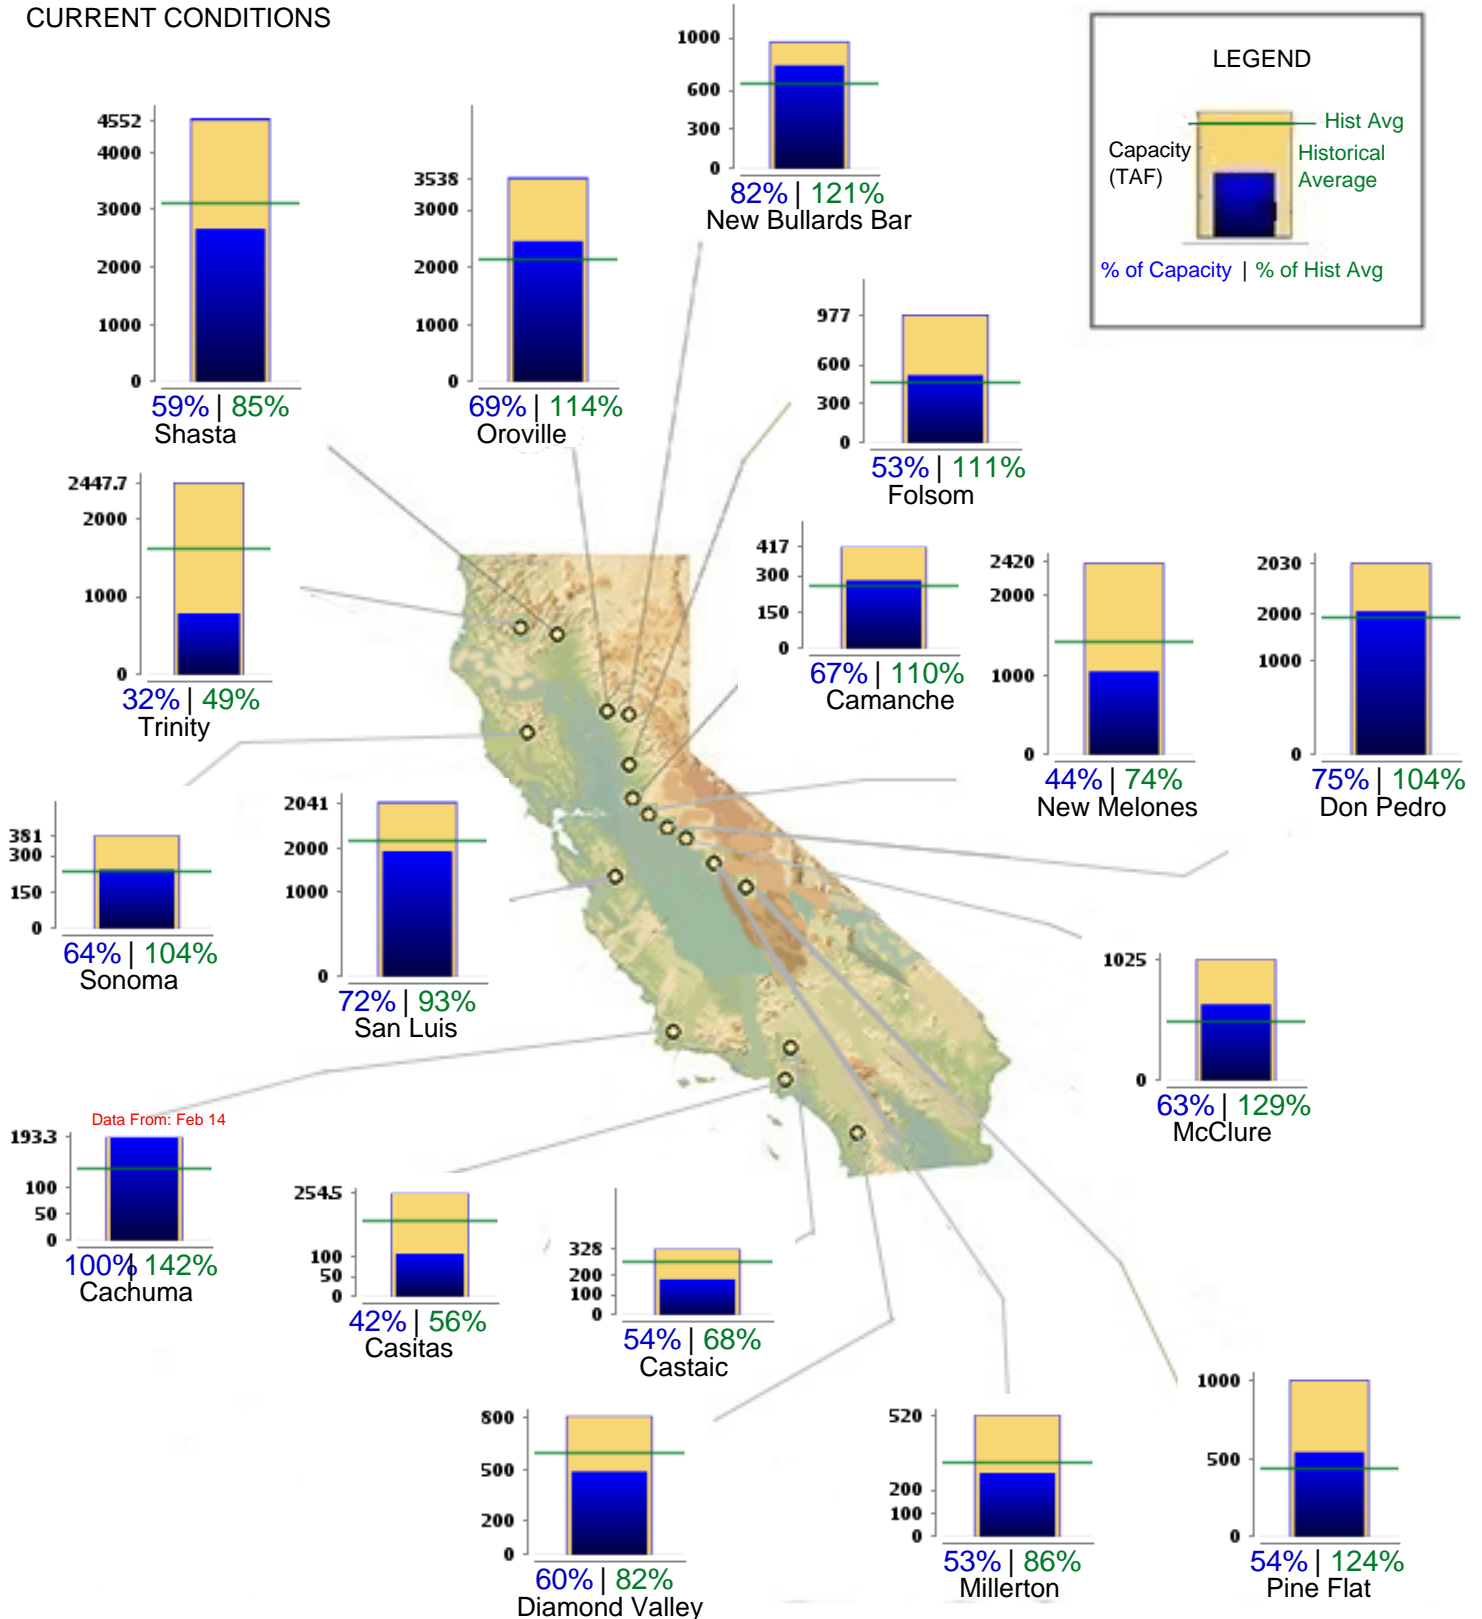 CURRENT CONDITIONS
1000
600
300
0
82% | 121%
New Bullards Bar
LEGEND
Hist Avg
Capacity
(TAF)
Historical
Average
% of Capacity | % of Hist Avg
4552
4000
3000
2000
1000
0
59% | 85%
Shasta
3538
3000
2000
1000
0
69% | 114%
Oroville
977
600
300
0
53% | 111%
Folsom
2447.7
2000
1000
0
32% | 49%
Trinity
417
300
150
0
67% | 110%
Camanche
2420
2000
1000
0
44% | 74%
New Melones
2030
2000
1000
0
75% | 104%
Don Pedro
381
300
150
0
64% | 104%
Sonoma
2041
2000
1000
0
72% | 93%
San Luis
1025
0
63% | 129%
McClure
Data From: Feb 14
193.3
100
50
0
100% | 142%
Cachuma
254.5
100
50
0
42% | 56%
Casitas
328
200
100
0
54% | 68%
Castaic
800
500
200
0
60% | 82%
Diamond Valley
520
200
100
0
53% | 86%
Millerton
1000
500
0
54% | 124%
Pine Flat